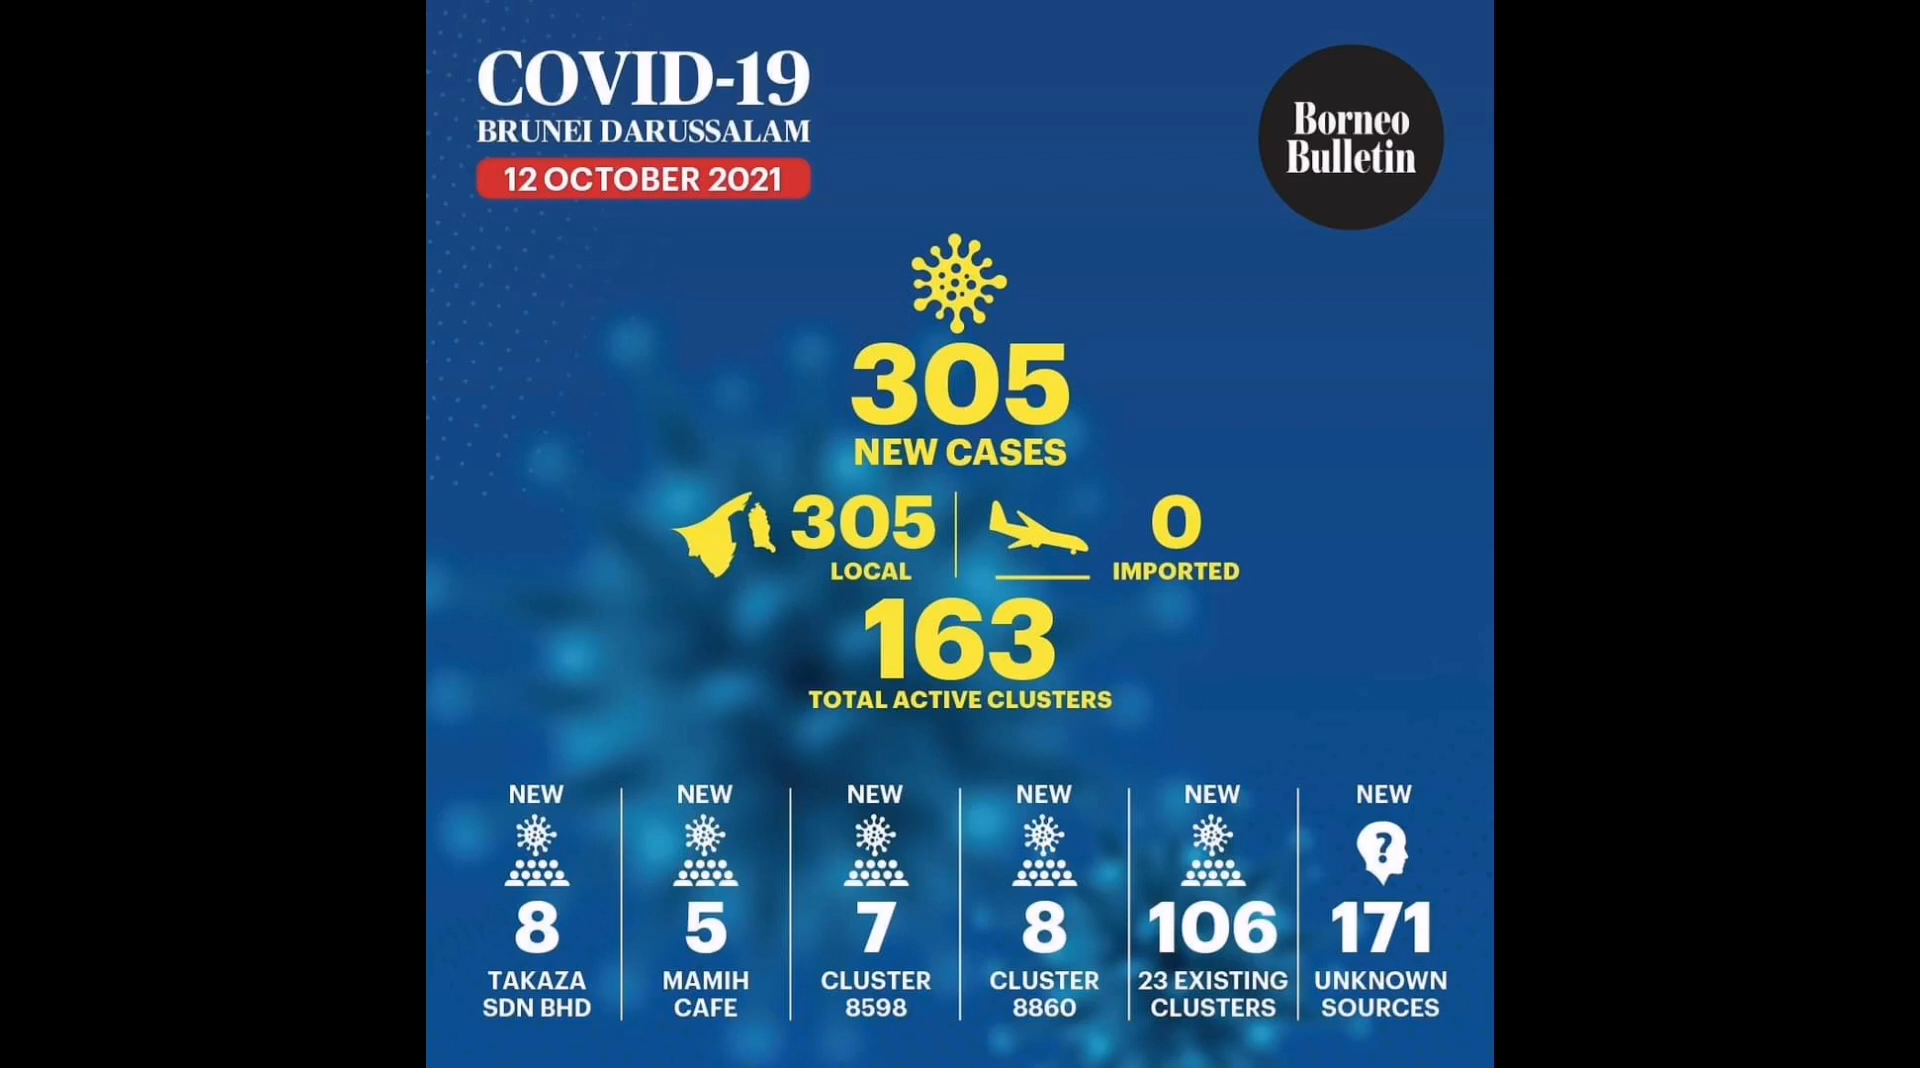 COVID-19
BRUNEI DARUSSALAM
12 OCTOBER 2021
Borneo
Bulletin
305
NEW CASES
305
LOCAL
0
IMPORTED
163
TOTAL ACTIVE CLUSTERS
NEW
8
TAKAZA
SDN BHD
NEW
5
MAMIH
CAFE
NEW
7
CLUSTER
8598
NEW
8
CLUSTER
8860
NEW
106
23 EXISTING
CLUSTERS
NEW
?
171
UNKNOWN
SOURCES